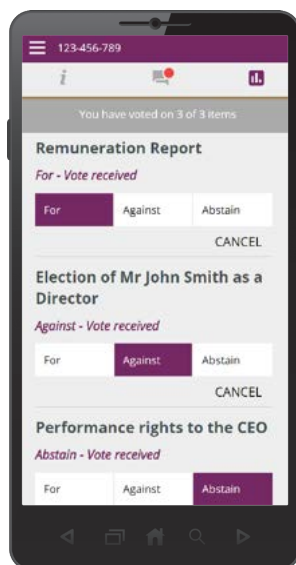 123-456-789
i
You have voted on 3 of 3 items
Remuneration Report
For - Vote received
For Against Abstain
CANCEL
Election of Mr John Smith as a
Director
Against - Vote received
For Against Abstain
CANCEL
Performance rights to the CEO
Abstain - Vote received
For Against Abstain